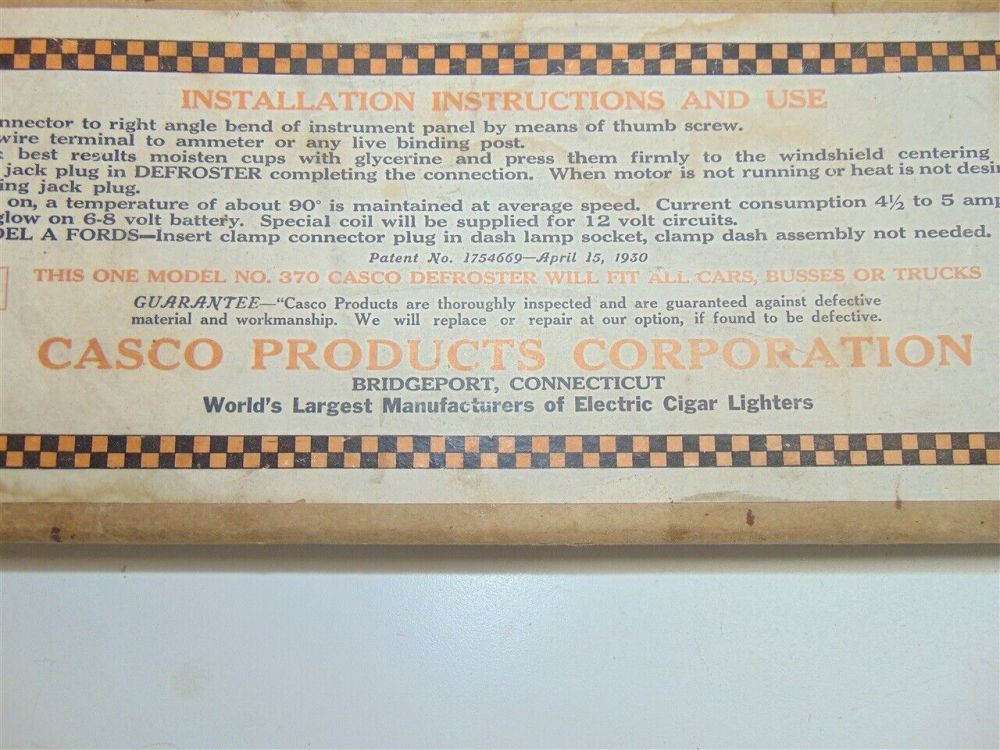 INSTALLATION INSTRUCTIONS AND USE
nnector to right angle bend of instrument panel by means of thumb screw.
wire terminal to ammeter or any live binding post.
best results moisten cups with glycerine and press them firmly to the windshield centering
jack plug in DEFROSTER completing the connection. When motor is not running or heat is not desi
ing jack plug.
on, a temperature of about 90° is maintained at average speed. Current consumption 4½ to 5 amp
glow on 6-8 volt battery. Special coil will be supplied for 12 volt circuits.
DEL A FORDS—Insert clamp connector plug in dash lamp socket, clamp dash assembly not needed.
Patent No. 1754669—April 15, 1930
THIS ONE MODEL NO. 370 CASCO DEFROSTER WILL FIT ALL CARS, BUSSES OR TRUCKS
GUARANTEE—"Casco Products are thoroughly inspected and are guaranteed against defective
material and workmanship. We will replace or repair at our option, if found to be defective.
CASCO PRODUCTS CORPORATION
BRIDGEPORT, CONNECTICUT
World's Largest Manufacturers of Electric Cigar Lighters